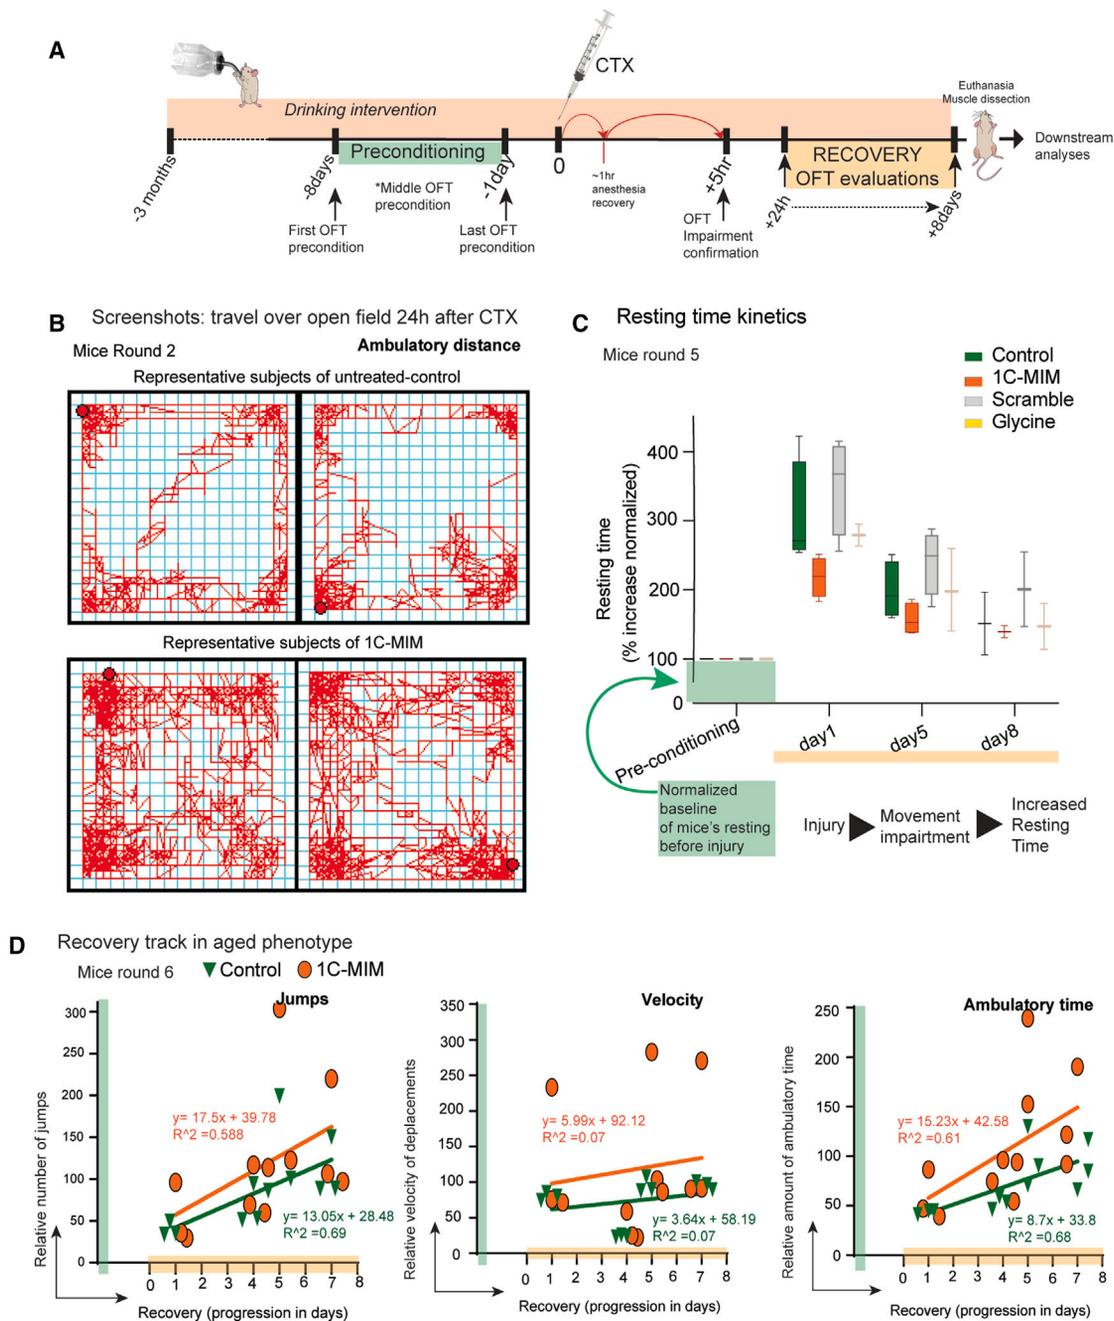 A
CTX
Drinking intervention
Euthanasia
Muscle dissection
Downstream
analyses
Preconditioning
RECOVERY
OFT evaluations
-3 months
-8days
-1day
0
+5hr
+24h
+8days
*Middle OFT
precondition
~1hr
anesthesia
recovery
First OFT
precondition
Last OFT
precondition
OFT
Impairment
confirmation
B
Screenshots: travel over open field 24h after CTX
Mice Round 2
Ambulatory distance
Representative subjects of untreated-control
Representative subjects of 1C-MIM
C
Resting time kinetics
Mice round 5
Control
1C-MIM
Scramble
Glycine
Resting time
(% increase normalized)
400
300
200
100
0
Pre-conditioning
day1
day5
day8
Normalized
baseline
of mice's resting
before injury
Injury
Movement
impairtment
Increased
Resting
Time
D
Recovery track in aged phenotype
Mice round 6
Control
1C-MIM
Jumps
Relative number of jumps
300
250
200
150
100
50
0
y= 17.5x + 39.78
R^2 =0.588
y= 13.05x + 28.48
R^2 =0.69
0 1 2 3 4 5 6 7 8
Recovery (progression in days)
Velocity
Relative velocity of deplacements
350
300
250
200
150
100
50
0
y= 5.99x + 92.12
R^2 =0.07
y= 3.64x + 58.19
R^2 =0.07
0 1 2 3 4 5 6 7 8
Recovery (progression in days)
Ambulatory time
Relative amount of ambulatory time
250
200
150
100
50
0
y= 15.23x + 42.58
R^2 =0.61
y= 8.7x + 33.8
R^2 =0.68
0 1 2 3 4 5 6 7 8
Recovery (progression in days)